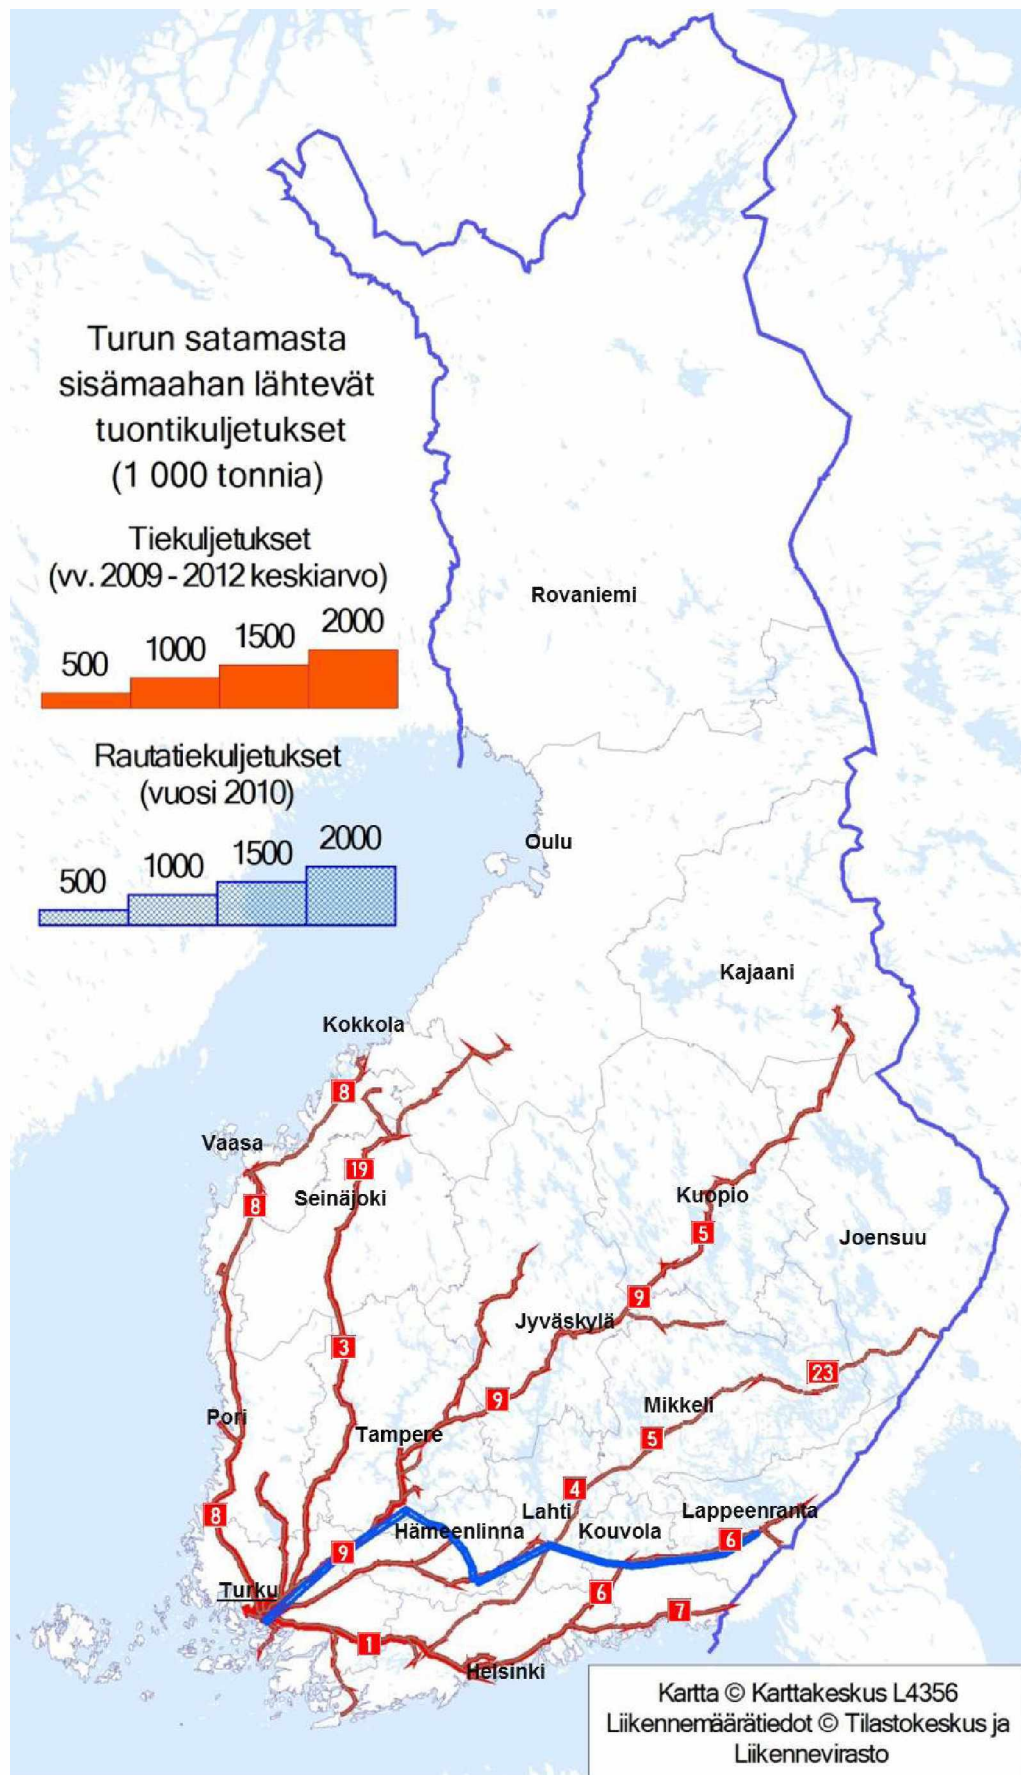 Turun satamasta
sisämaahan lähtevät
tuontikuljetukset
(1 000 tonnia)
Tiekuljetukset
(vv. 2009 - 2012 keskiarvo)
500
1000
1500
2000
Rautatiekuljetukset
(vuosi 2010)
500
1000
1500
2000
Rovaniemi
Oulu
Kajaani
Kokkola
8
Vaasa
19
Seinäjoki
8
Kuopio
5
Joensuu
9
Jyväskylä
3
23
9
Mikkeli
Pori
Tampere
5
4
8
Lahti
Lappeenranta
Hämeenlinna
Kouvola
6
9
Turku
6
7
1
Helsinki
Kartta © Karttakeskus L4356
Liikennemäärätiedot © Tilastokeskus ja
Liikennevirasto